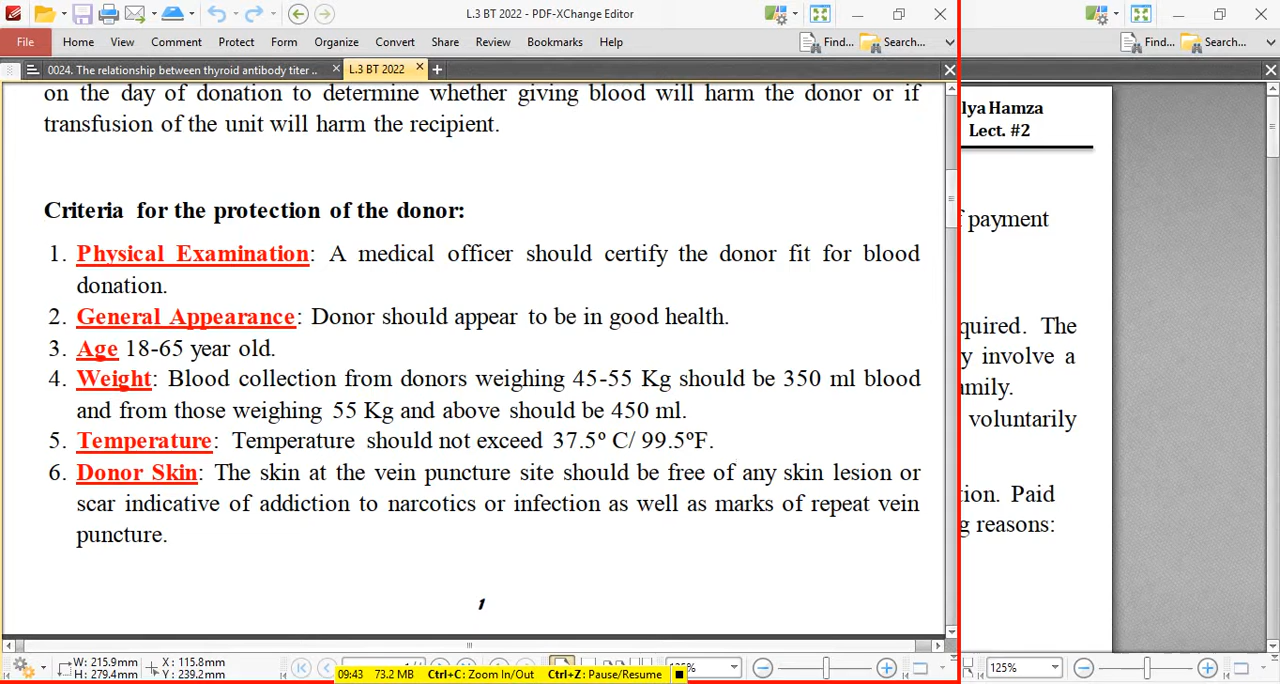 L.3 BT 2022 - PDF-XChange Editor
File Home View Comment Protect Form Organize Convert Share Review Bookmarks Help Find... Search...
Find... Search...
0024. The relationship between thyroid antibody titer .. L.3 BT 2022
on the day of donation to determine whether giving blood will harm the donor or if
transfusion of the unit will harm the recipient.
Criteria for the protection of the donor:
1. Physical Examination: A medical officer should certify the donor fit for blood
donation.
2. General Appearance: Donor should appear to be in good health.
3. Age 18-65 year old.
4. Weight: Blood collection from donors weighing 45-55 Kg should be 350 ml blood
and from those weighing 55 Kg and above should be 450 ml.
5. Temperature: Temperature should not exceed 37.5º C/ 99.5ºF.
6. Donor Skin: The skin at the vein puncture site should be free of any skin lesion or
scar indicative of addiction to narcotics or infection as well as marks of repeat vein
puncture.
1
lya Hamza
Lect. #2
payment
quired. The
y involve a
mily.
voluntarily
tion. Paid
g reasons:
W: 215.9mm
H: 279.4mm
X: 115.8mm
Y: 239.2mm
09:43 73.2 MB Ctrl+C: Zoom In/Out Ctrl+Z: Pause/Resume
125%